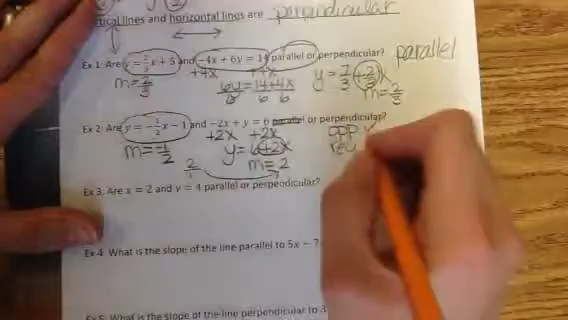 tical lines and horizontal lines are perpendicular
Ex 1: Are y = 2/3 x + 5 and -4x + 6y = 14 parallel or perpendicular? parallel
+4x +4x
m = 2/3 6y = 14 + 4x y = 7/3 + 2/3 x
6 6 6 m = 2/3
Ex 2: Are y = -1/2 x - 1 and -2x + y = 6 parallel or perpendicular?
+2x +2x opp
m = -1/2 y = 6 + 2x
2/1 m = 2
Ex 3: Are x = 2 and y = 4 parallel or perpendicular?
Ex 4: What is the slope of the line parallel to 5x –
Ex 5: What is the slope of the line perpendicular to 3